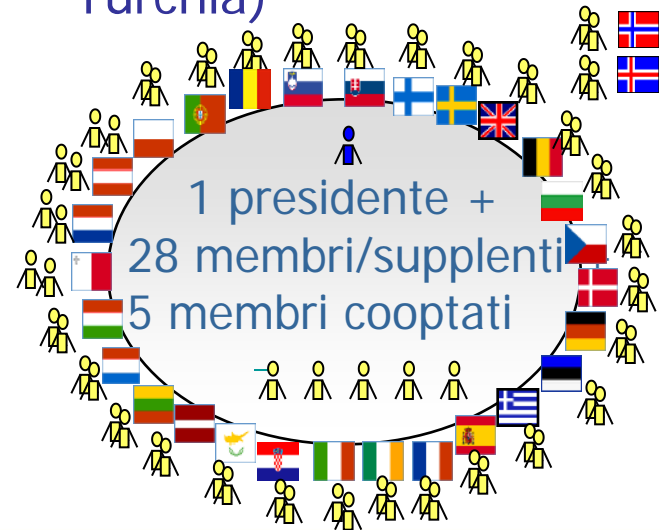 Turchia)
1 presidente +
28 membri/supplenti +
5 membri cooptati